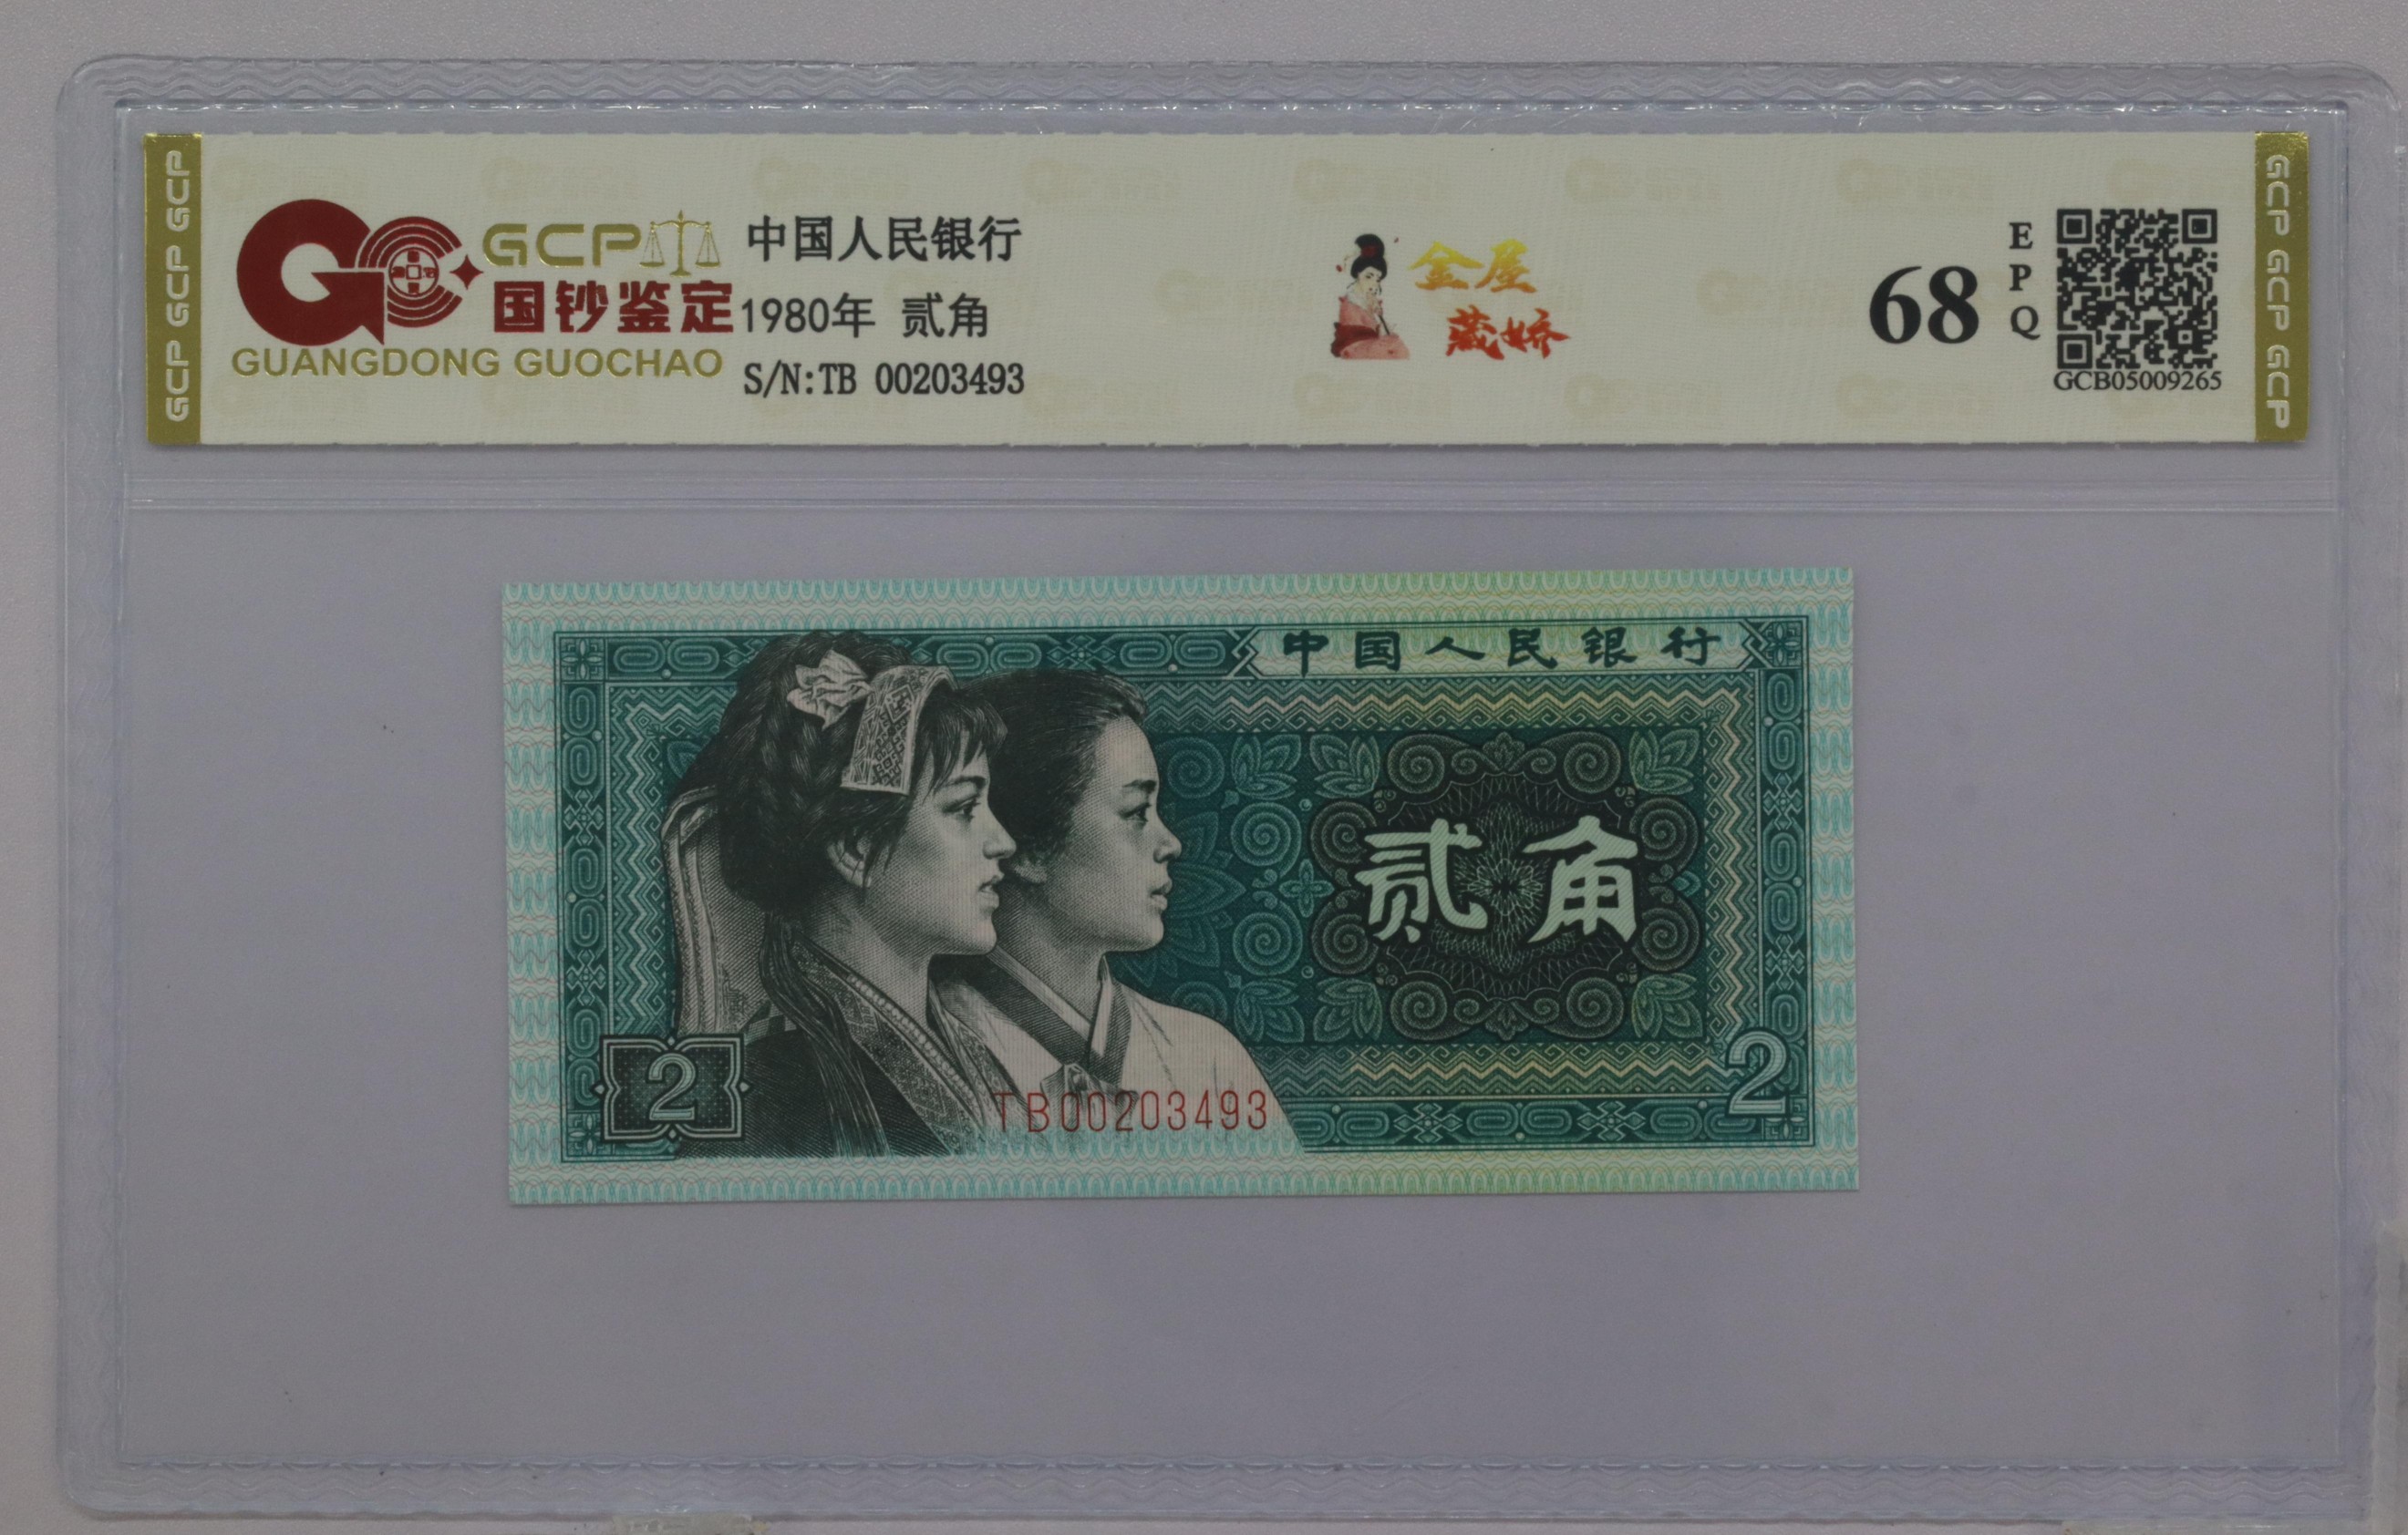 GCP GCP GCP
GCP
国钞鉴定
GUANGDONG GUOCHAO
中国人民银行
1980年 贰角
S/N:TB 00203493
金屋
藏娇
68
EPQ
GCB05009265
GCP GCP GCP
中国人民银行
贰角
2
2
TB00203493